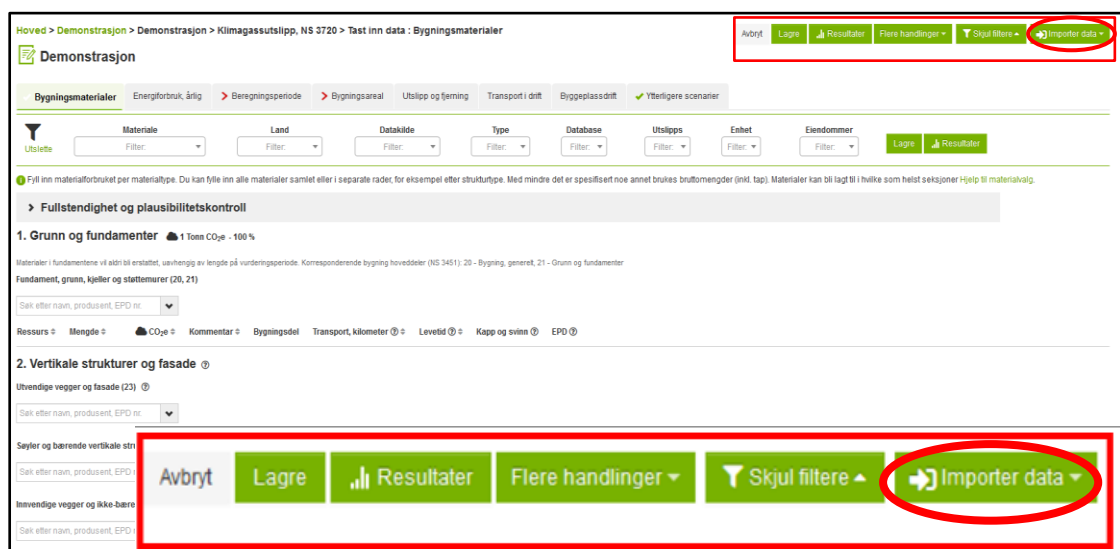 Hoved > Demonstrasjon > Demonstrasjon > Klimagassutslipp, NS 3720 > Tast inn data : Bygningsmaterialer
Avbryt Lagre Resultater Flere handlinger Skjul filtere Importer data
Demonstrasjon
Bygningsmaterialer Energiforbruk, årlig Beregningsperiode Bygningsareal Utslipp og fjerning Transport i drift Byggeplassdrift Ytterligere scenarier
Materiale Land Datakilde Type Database Utslipps Enhet Eiendommer
Utslette Filter: Filter: Filter: Filter: Filter: Filter: Filter: Filter: Lagre Resultater
Fyll inn materialforbruket per materialtype. Du kan fylle inn alle materialer samlet eller i separate rader, for eksempel etter strukturtype. Med mindre det er spesifisert noe annet brukes bruttomengder (inkl. tap). Materialer kan bli lagt til i hvilke som helst seksjoner Hjelp til materialvalg.
> Fullstendighet og plausibilitetskontroll
1. Grunn og fundamenter 1 Tonn CO₂e - 100 %
Materialer i fundamentene vil aldri bli erstattet, uavhengig av lengde på vurderingsperiode. Korresponderende bygning hoveddeler (NS 3451): 20 - Bygning, generelt, 21 - Grunn og fundamenter
Fundament, grunn, kjeller og støttemurer (20, 21)
Søk etter navn, produsent, EPD nr.
Ressurs Mengde CO₂e Kommentar Bygningsdel Transport, kilometer ? Levetid ? Kapp og svinn ? EPD ?
2. Vertikale strukturer og fasade ?
Utvendige vegger og fasade (23) ?
Søk etter navn, produsent, EPD nr.
Søyler og bærende vertikale str
Søk etter navn, produsent, EPD
Innvendige vegger og ikke-bære
Søk etter navn, produsent, EPD
Avbryt Lagre Resultater Flere handlinger Skjul filtere Importer data